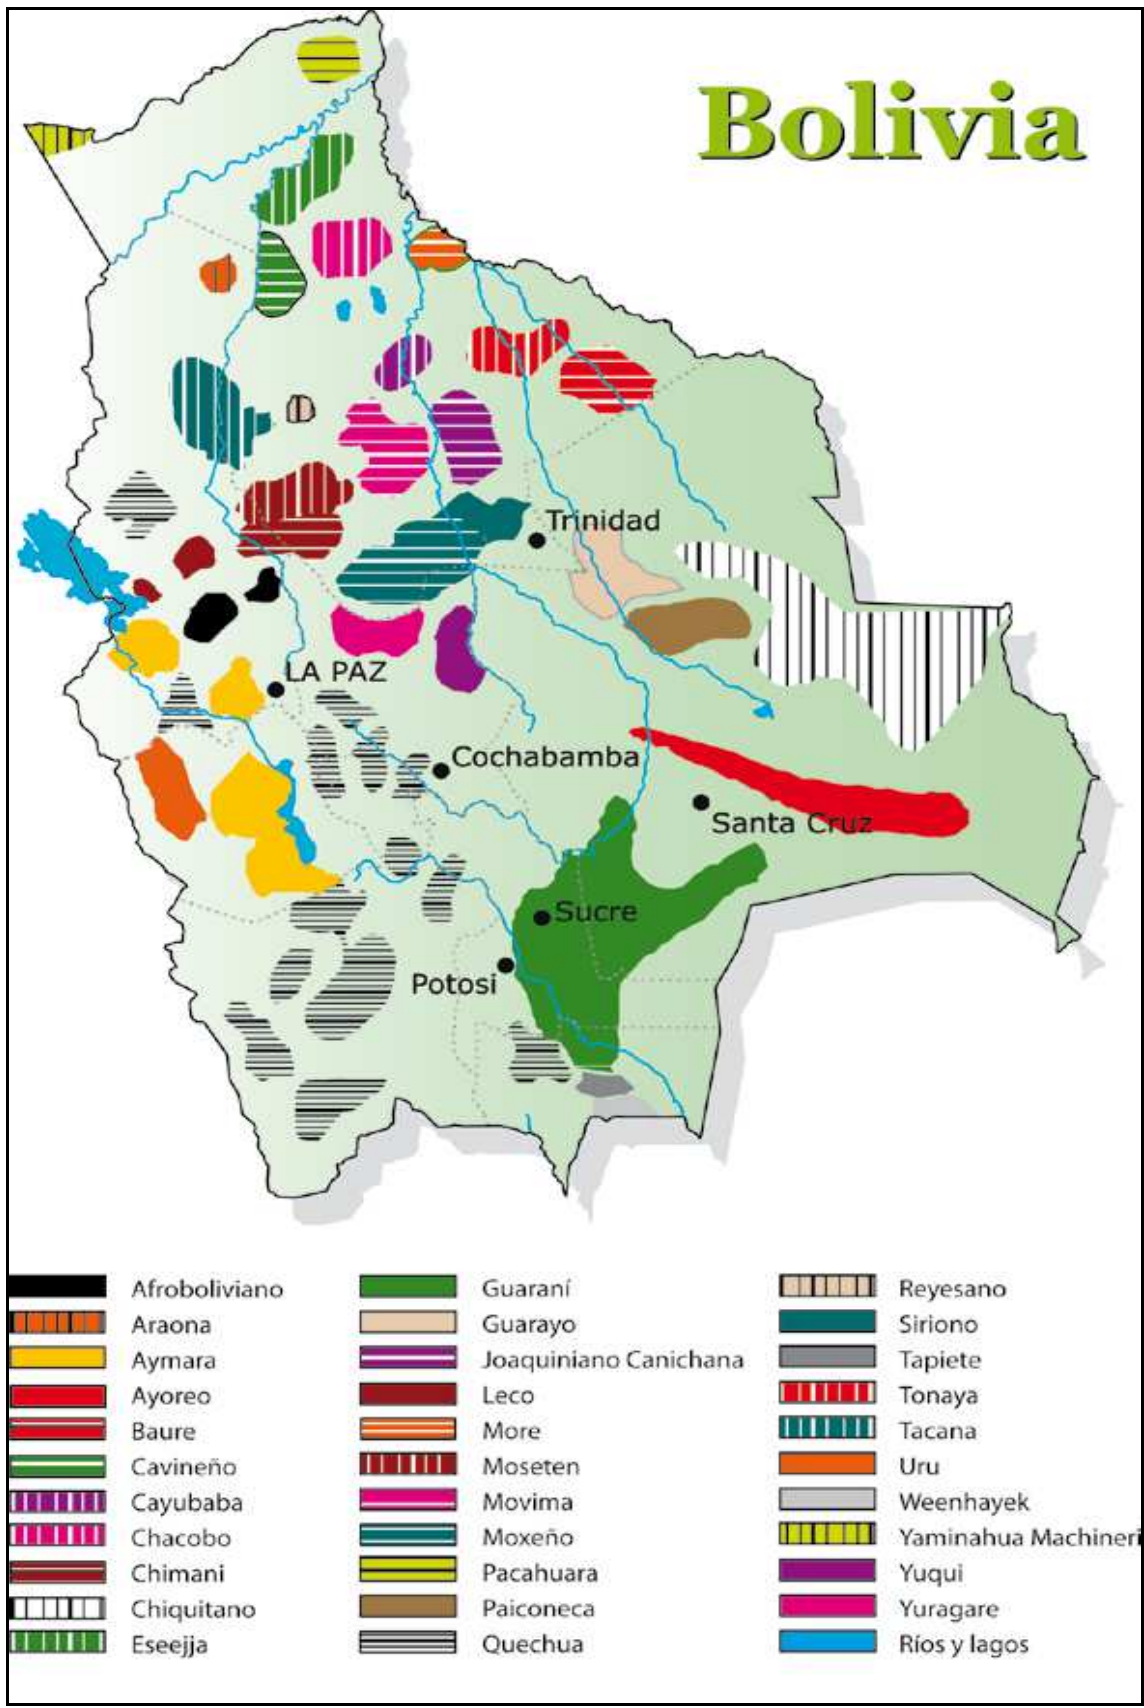 Bolivia
Trinidad
LA PAZ
Cochabamba
Santa Cruz
Sucre
Potosi
Afroboliviano
Araona
Aymara
Ayoreo
Baure
Cavineño
Cayubaba
Chacobo
Chimani
Chiquitano
Eseejja
Guaraní
Guarayo
Joaquiniano Canichana
Leco
More
Moseten
Movima
Moxeño
Pacahuara
Paiconeca
Quechua
Reyesano
Siriono
Tapiete
Tonaya
Tacana
Uru
Weenhayek
Yaminahua Machineri
Yuqui
Yuragare
Ríos y lagos